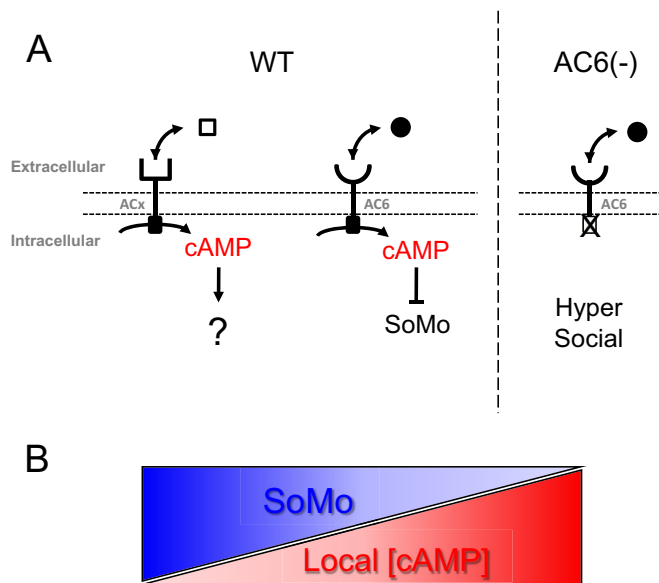 A
WT
AC6(-)
Extracellular
ACx
AC6
AC6
Intracellular
cAMP
cAMP
?
SoMo
Hyper
Social
B
SoMo
Local [cAMP]